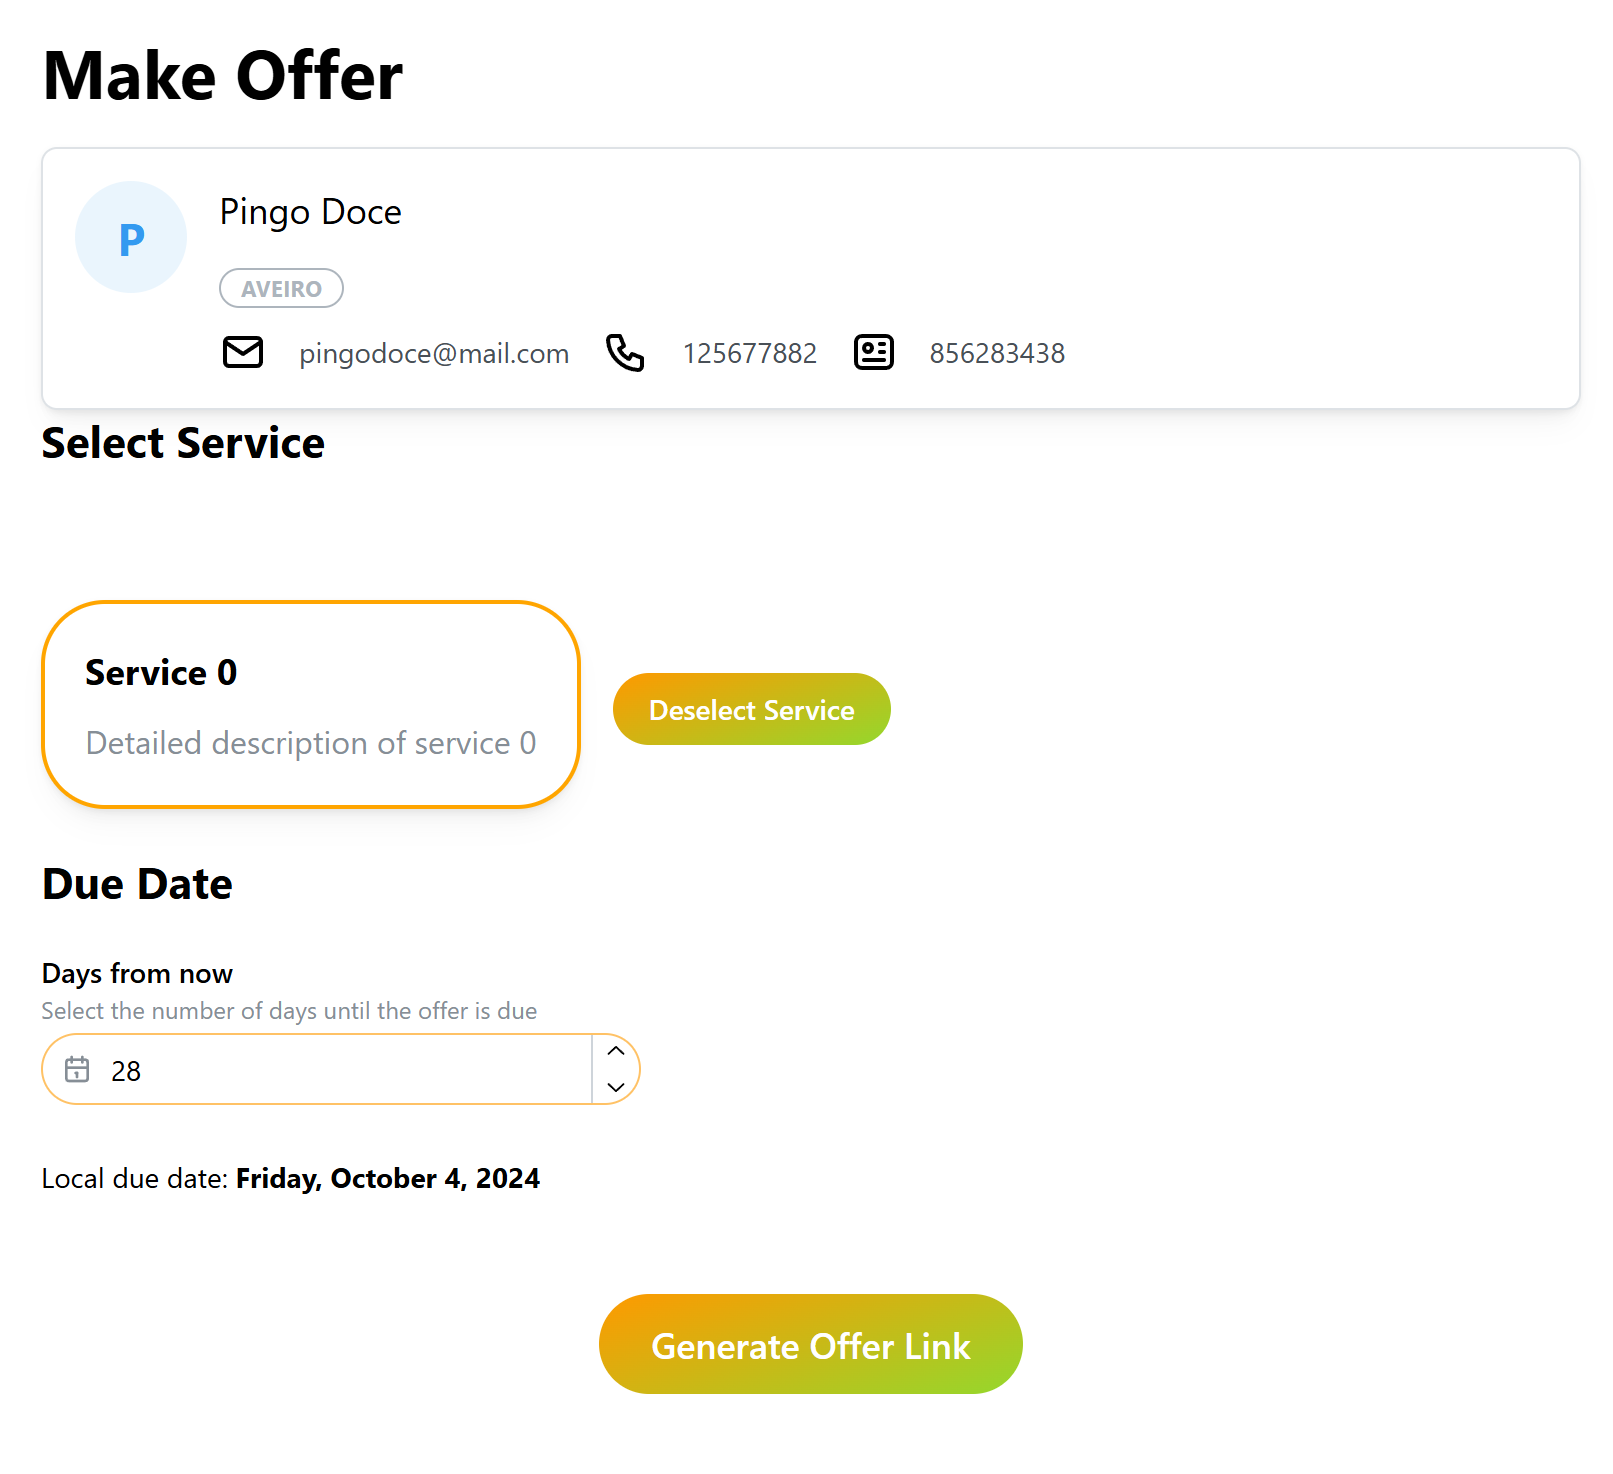 Make Offer
P
Pingo Doce
AVEIRO
pingodoce@mail.com 125677882 856283438
Select Service
Service 0
Detailed description of service 0
Deselect Service
Due Date
Days from now
Select the number of days until the offer is due
28
Local due date: Friday, October 4, 2024
Generate Offer Link